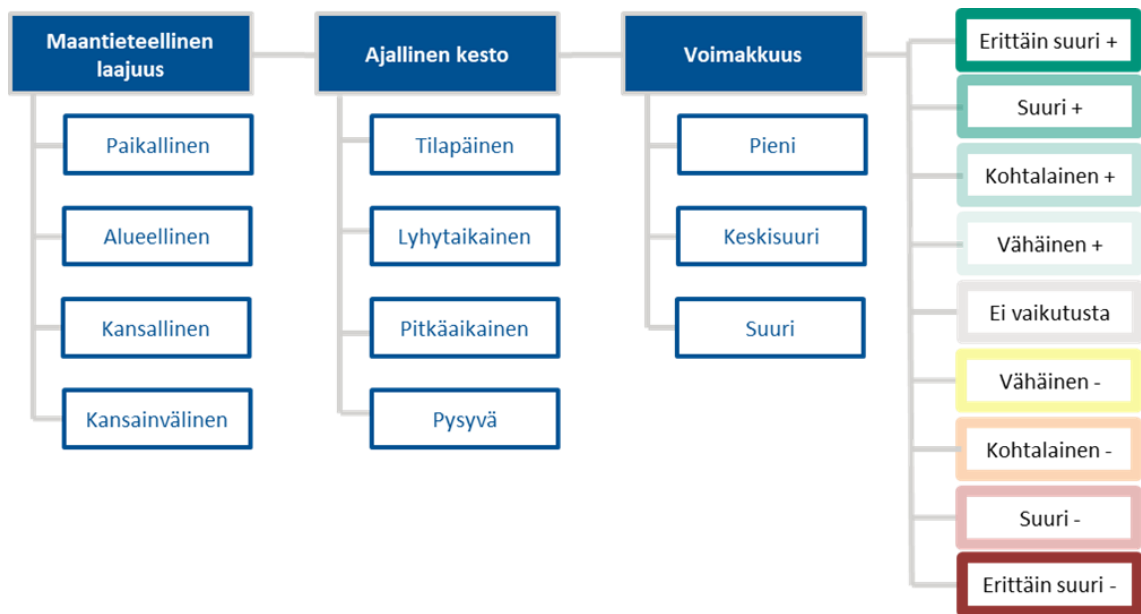 Maantieteellinen
laajuus
Paikallinen
Alueellinen
Kansallinen
Kansainvälinen
Ajallinen kesto
Tilapäinen
Lyhytaikainen
Pitkäaikainen
Pysyvä
Voimakkuus
Pieni
Keskisuuri
Suuri
Erittäin suuri +
Suuri +
Kohtalainen +
Vähäinen +
Ei vaikutusta
Vähäinen -
Kohtalainen -
Suuri -
Erittäin suuri -